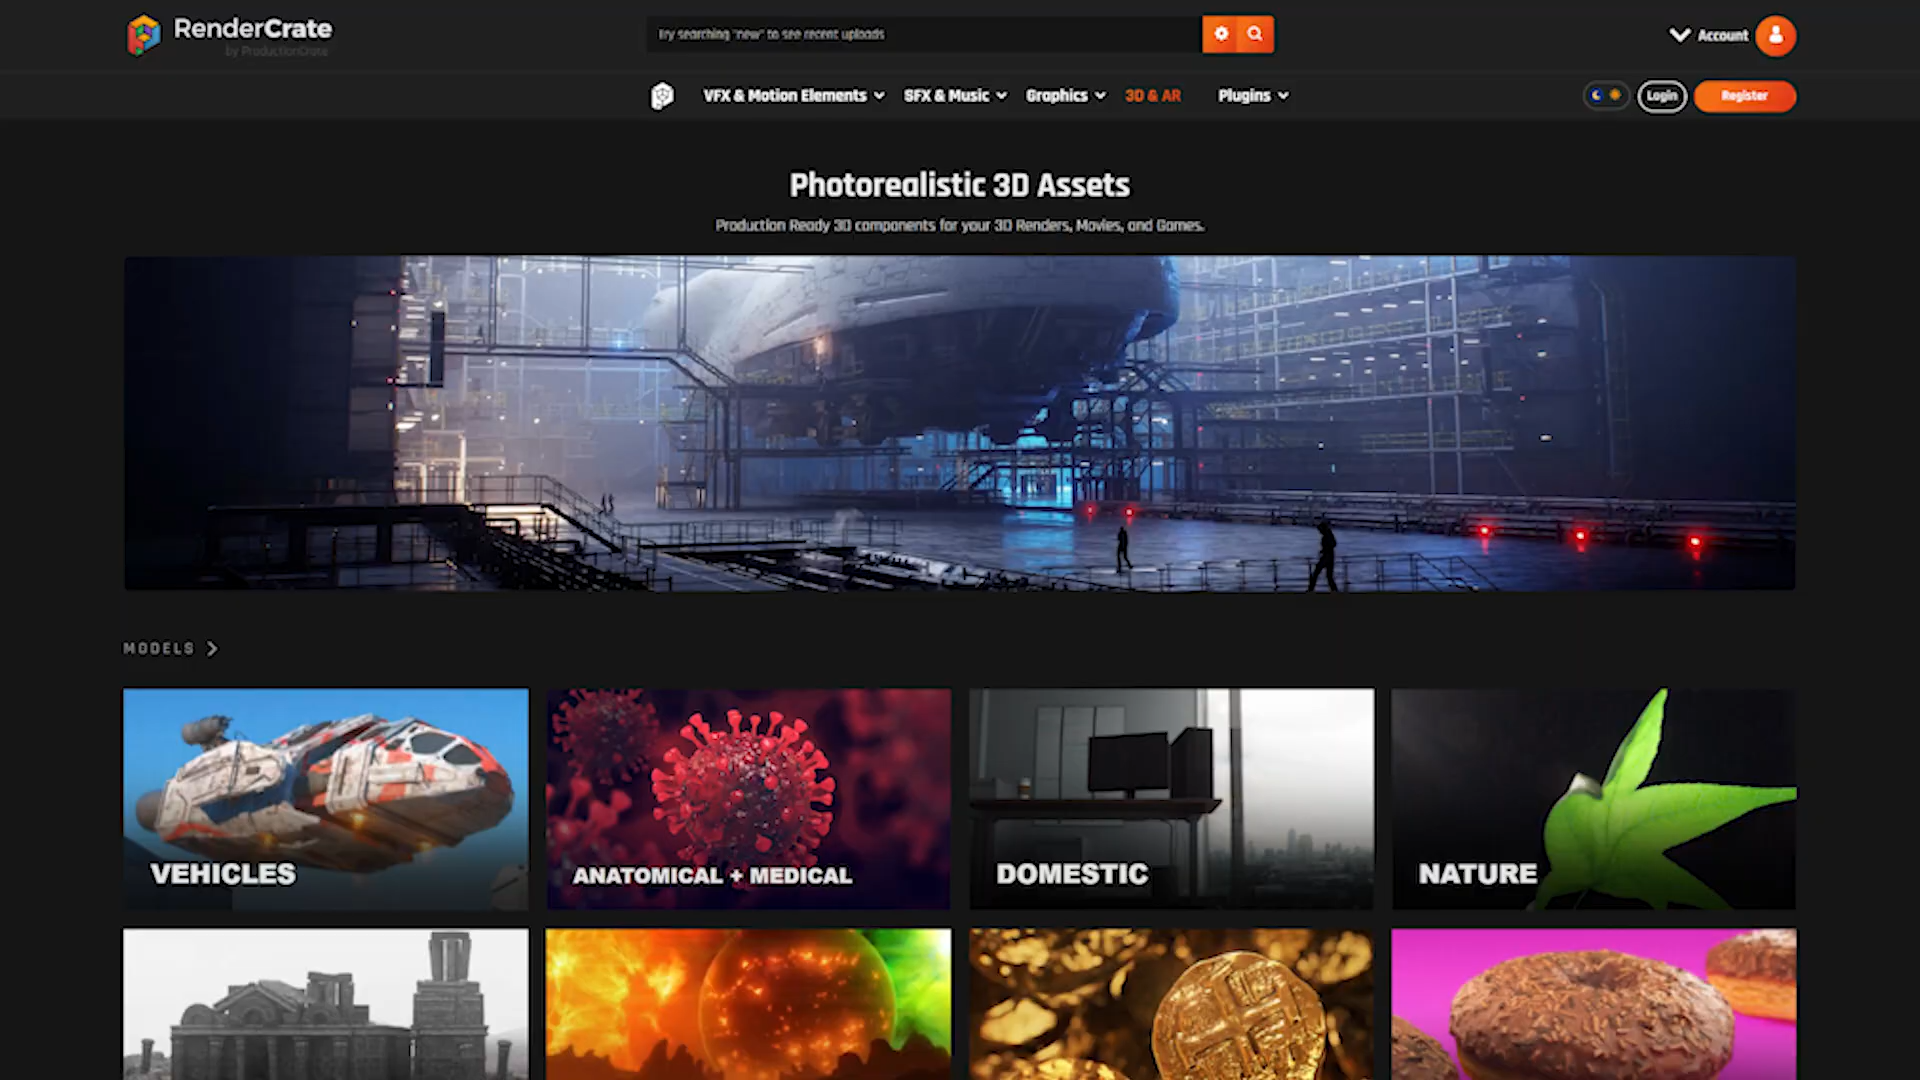 RenderCrate
by ProductionCrate
Try searching "new" to see recent uploads
Account
VFX & Motion Elements
SFX & Music
Graphics
3D & AR
Plugins
Login
Register
Photorealistic 3D Assets
Production Ready 3D components for your 3D Renders, Movies, and Games.
MODELS
VEHICLES
ANATOMICAL + MEDICAL
DOMESTIC
NATURE